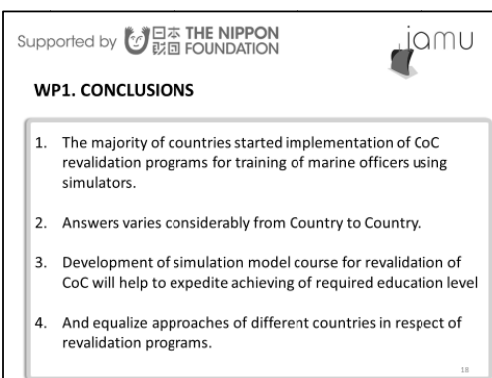 Supported by 日本財団 THE NIPPON FOUNDATION
iamu
WP1. CONCLUSIONS
1. The majority of countries started implementation of CoC
revalidation programs for training of marine officers using
simulators.
2. Answers varies considerably from Country to Country.
3. Development of simulation model course for revalidation of
CoC will help to expedite achieving of required education level
4. And equalize approaches of different countries in respect of
revalidation programs.
18